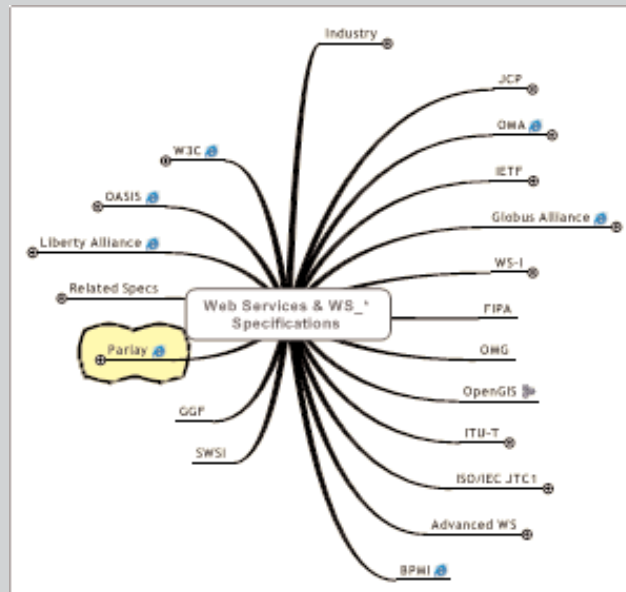 Industry
JCP
OMA
W3C
IETF
OASIS
Globus Alliance
Liberty Alliance
WS-I
Related Specs
Web Services & WS_*
Specifications
FIPA
Parlay
OMG
OpenGIS
GGF
ITU-T
SWSI
ISO/IEC JTC1
Advanced WS
BPMI